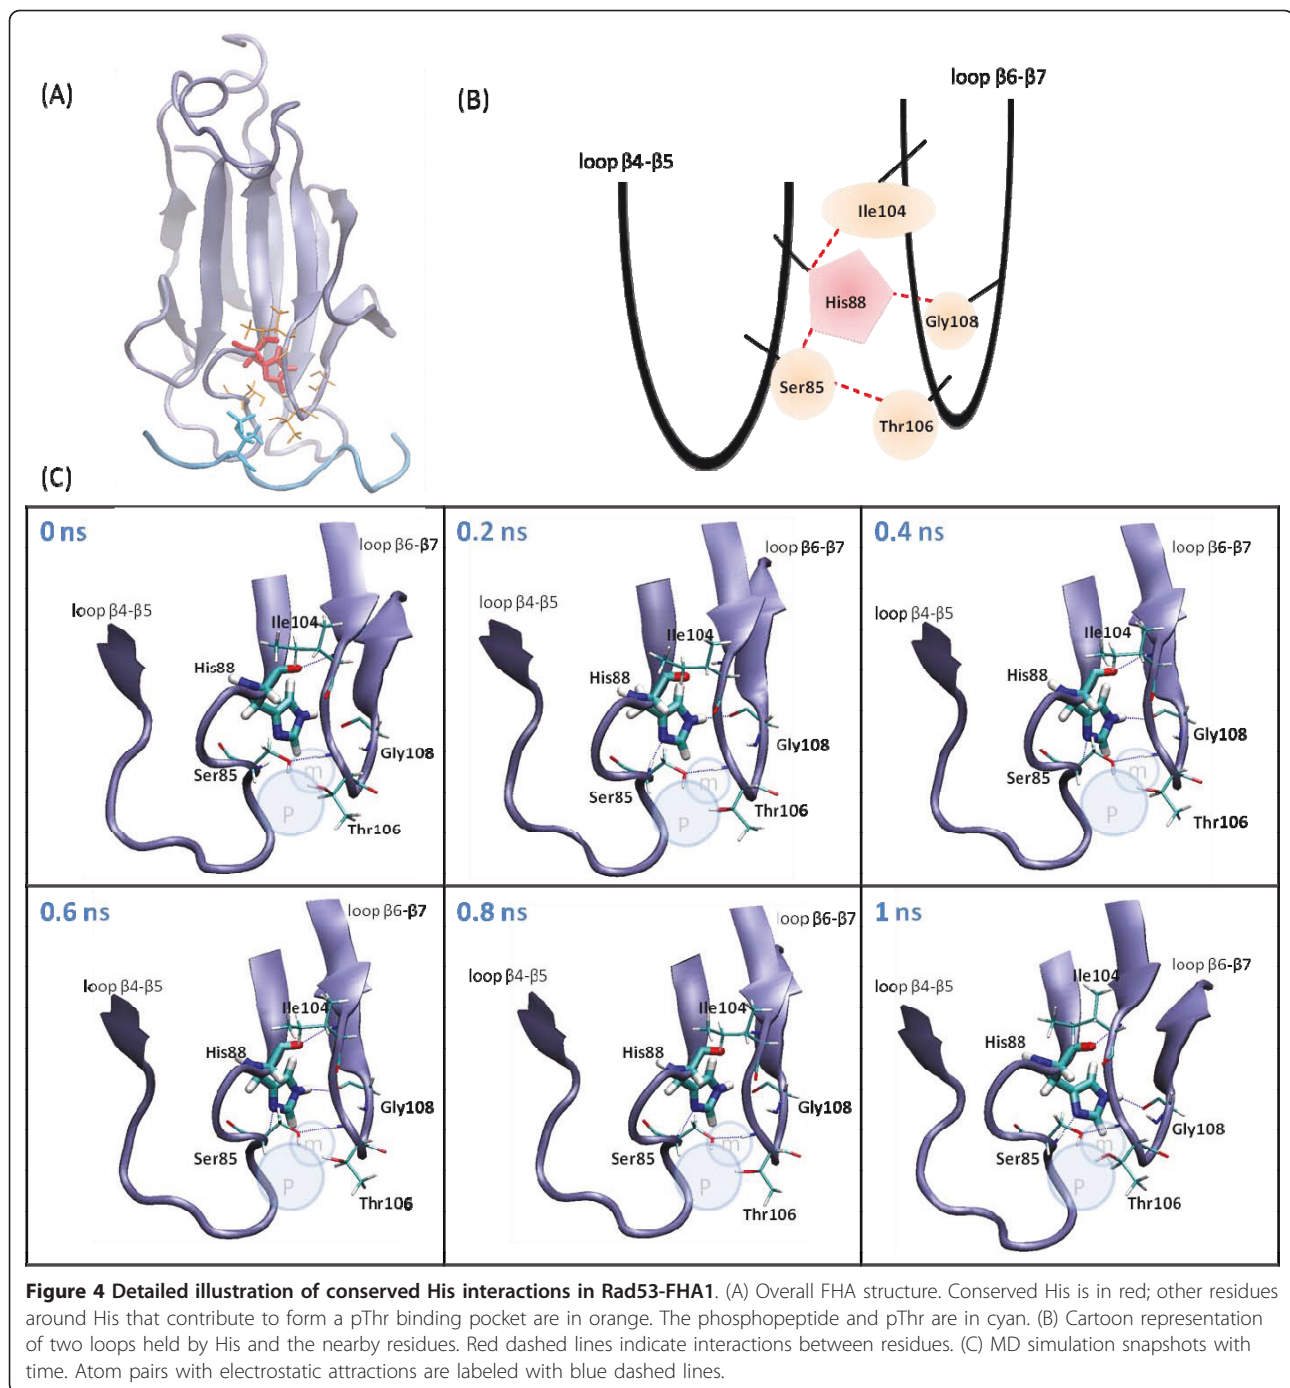 (A)
(B)
loop β6-β7
loop β4-β5
Ile104
His88
Gly108
Ser85
Thr106
(C)
0 ns
loop β6-β7
loop β4-β5
Ile104
His88
Gly108
Ser85
m
P
Thr106
0.2 ns
loop β6-β7
loop β4-β5
Ile104
His88
Gly108
Ser85
m
P
Thr106
0.4 ns
loop β6-β7
loop β4-β5
Ile104
His88
Gly108
Ser85
m
P
Thr106
0.6 ns
loop β6-β7
loop β4-β5
Ile104
His88
Gly108
Ser85
m
P
Thr106
0.8 ns
loop β6-β7
loop β4-β5
Ile104
His88
Gly108
Ser85
m
P
Thr106
1 ns
loop β6-β7
loop β4-β5
Ile104
His88
Gly108
Ser85
m
P
Thr106
Figure 4 Detailed illustration of conserved His interactions in Rad53-FHA1. (A) Overall FHA structure. Conserved His is in red; other residues
around His that contribute to form a pThr binding pocket are in orange. The phosphopeptide and pThr are in cyan. (B) Cartoon representation
of two loops held by His and the nearby residues. Red dashed lines indicate interactions between residues. (C) MD simulation snapshots with
time. Atom pairs with electrostatic attractions are labeled with blue dashed lines.